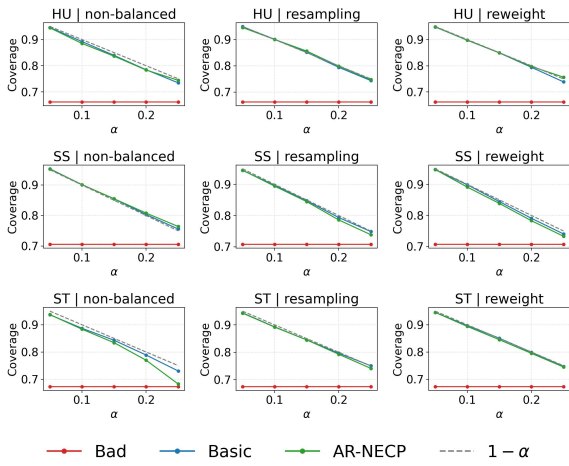 HU | non-balanced HU | resampling HU | reweight
Coverage 0.9 0.8 0.7 0.1 0.2 α
Coverage 0.9 0.8 0.7 0.1 0.2 α
Coverage 0.9 0.8 0.7 0.1 0.2 α
SS | non-balanced SS | resampling SS | reweight
Coverage 0.9 0.8 0.7 0.1 0.2 α
Coverage 0.9 0.8 0.7 0.1 0.2 α
Coverage 0.9 0.8 0.7 0.1 0.2 α
ST | non-balanced ST | resampling ST | reweight
Coverage 0.9 0.8 0.7 0.1 0.2 α
Coverage 0.9 0.8 0.7 0.1 0.2 α
Coverage 0.9 0.8 0.7 0.1 0.2 α
Bad Basic AR-NECP 1 − α